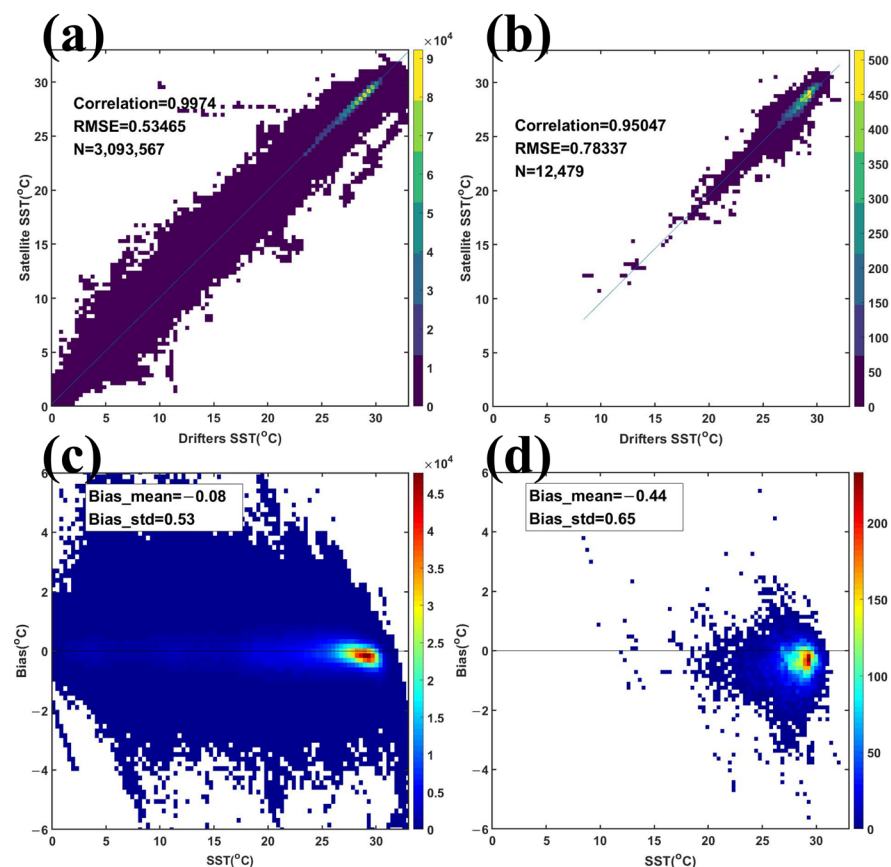 (a)
Correlation=0.9974
RMSE=0.53465
N=3,093,567
Satellite SST(°C)
30
25
20
15
10
5
0
0 5 10 15 20 25 30
Drifters SST(°C)
×10⁴
9
8
7
6
5
4
3
2
1
0
(b)
Correlation=0.95047
RMSE=0.78337
N=12,479
Satellite SST(°C)
30
25
20
15
10
5
0
0 5 10 15 20 25 30
Drifters SST(°C)
500
450
400
350
300
250
200
150
100
50
0
(c)
Bias_mean=−0.08
Bias_std=0.53
Bias(°C)
6
4
2
0
−2
−4
−6
0 5 10 15 20 25 30
SST(°C)
×10⁴
4.5
4
3.5
3
2.5
2
1.5
1
0.5
0
(d)
Bias_mean=−0.44
Bias_std=0.65
Bias(°C)
6
4
2
0
−2
−4
−6
0 5 10 15 20 25 30
SST(°C)
200
150
100
50
0